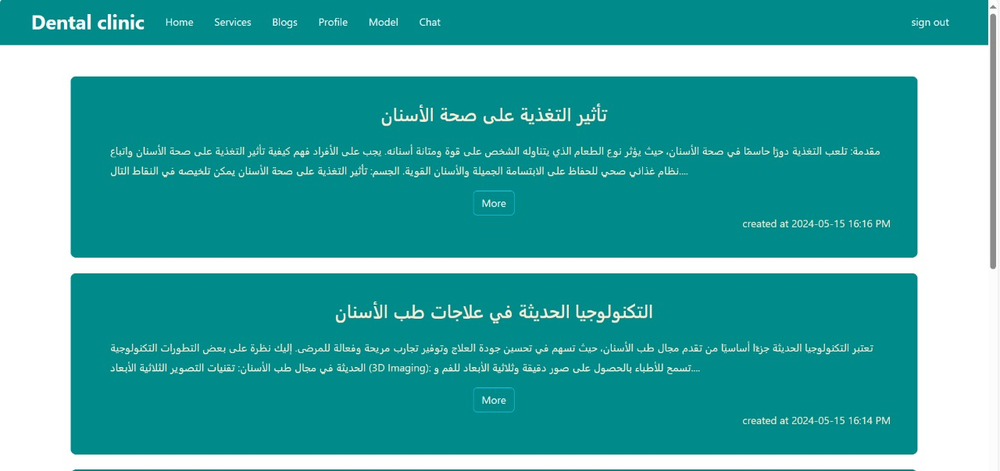 Dental clinic Home Services Blogs Profile Model Chat sign out
تأثير التغذية على صحة الأسنان
مقدمة: تلعب التغذية دورًا حاسمًا في صحة الأسنان، حيث يؤثر نوع الطعام الذي يتناوله الشخص على قوة ومتانة أسنانه. يجب على الأفراد فهم كيفية تأثير التغذية على صحة الأسنان واتباع
نظام غذائي صحي للحفاظ على الابتسامة الجميلة والأسنان القوية. الجسم: تأثير التغذية على صحة الأسنان يمكن تلخيصه في النقاط التال....
More
created at 2024-05-15 16:16 PM
التكنولوجيا الحديثة في علاجات طب الأسنان
تعتبر التكنولوجيا الحديثة جزءًا أساسيًا من تقدم مجال طب الأسنان، حيث تسهم في تحسين جودة العلاج وتوفير تجارب مريحة وفعالة للمرضى. إليك نظرة على بعض التطورات التكنولوجية
الحديثة في مجال طب الأسنان: تقنيات التصوير الثلاثية الأبعاد (3D Imaging): تسمح للأطباء بالحصول على صور دقيقة وثلاثية الأبعاد للفم و....
More
created at 2024-05-15 16:14 PM